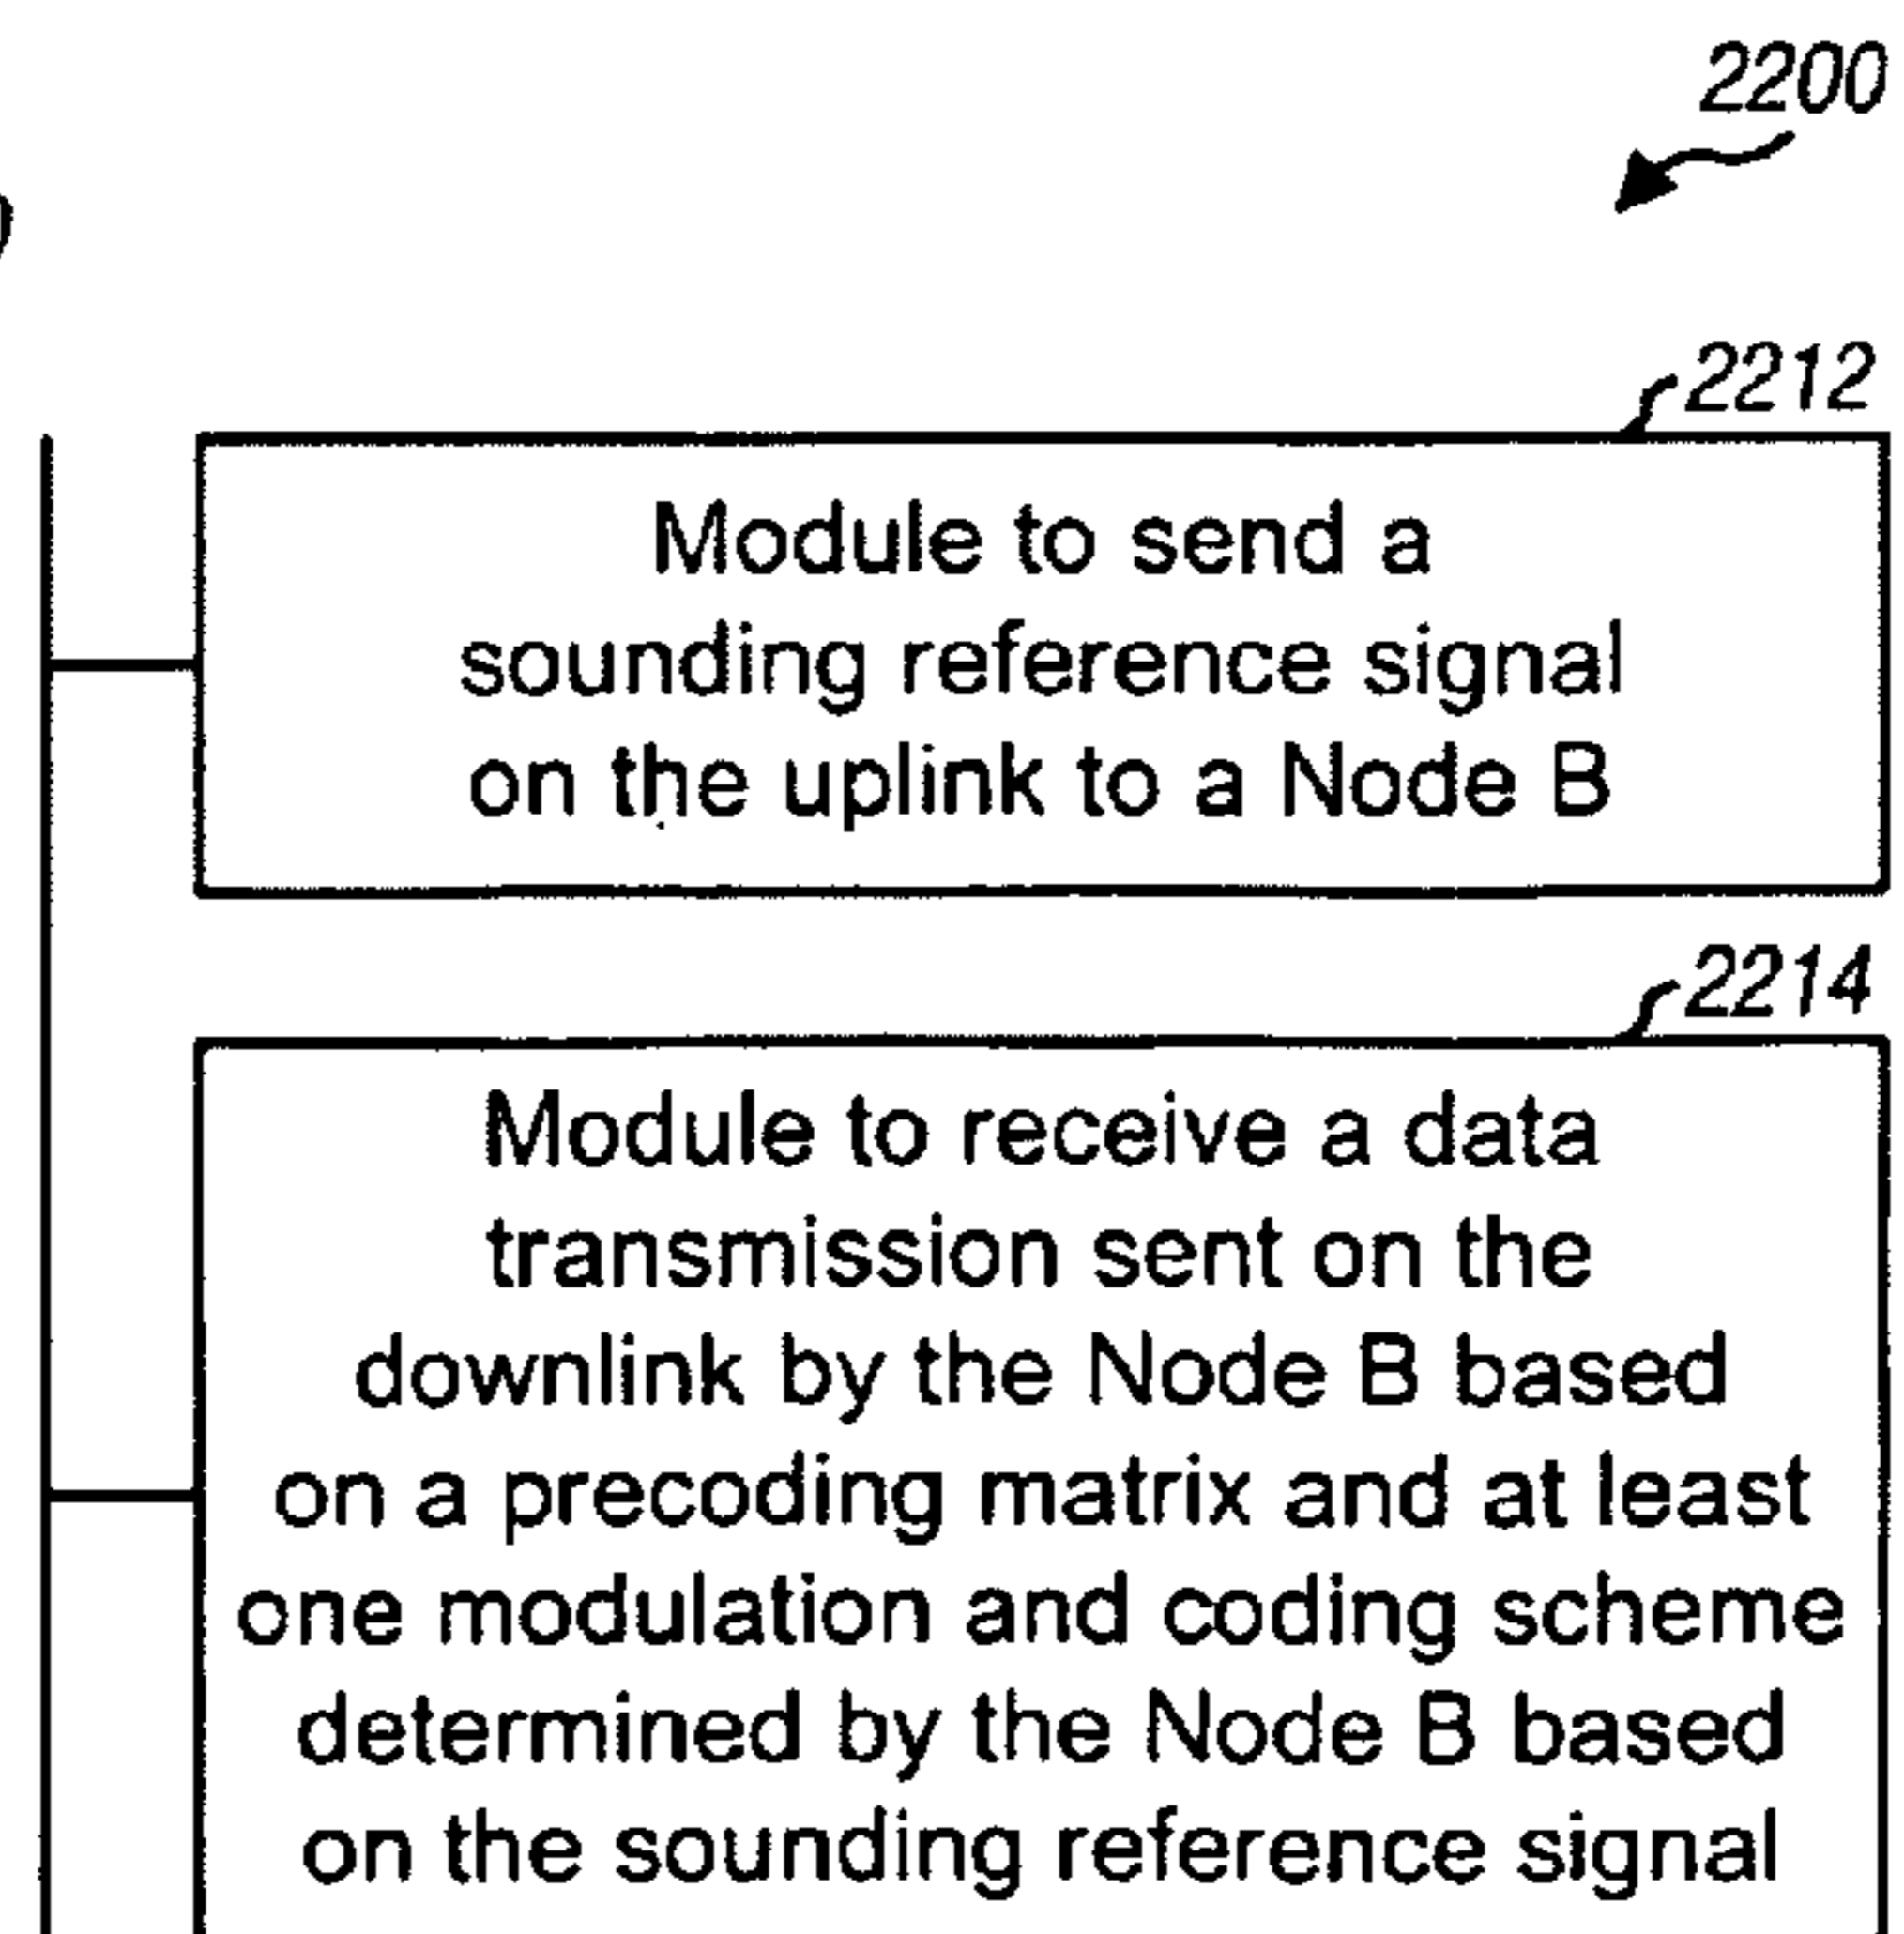 2200
2212
Module to send a
sounding reference signal
on the uplink to a Node B
2214
Module to receive a data
transmission sent on the
downlink by the Node B based
on a precoding matrix and at least
one modulation and coding scheme
determined by the Node B based
on the sounding reference signal